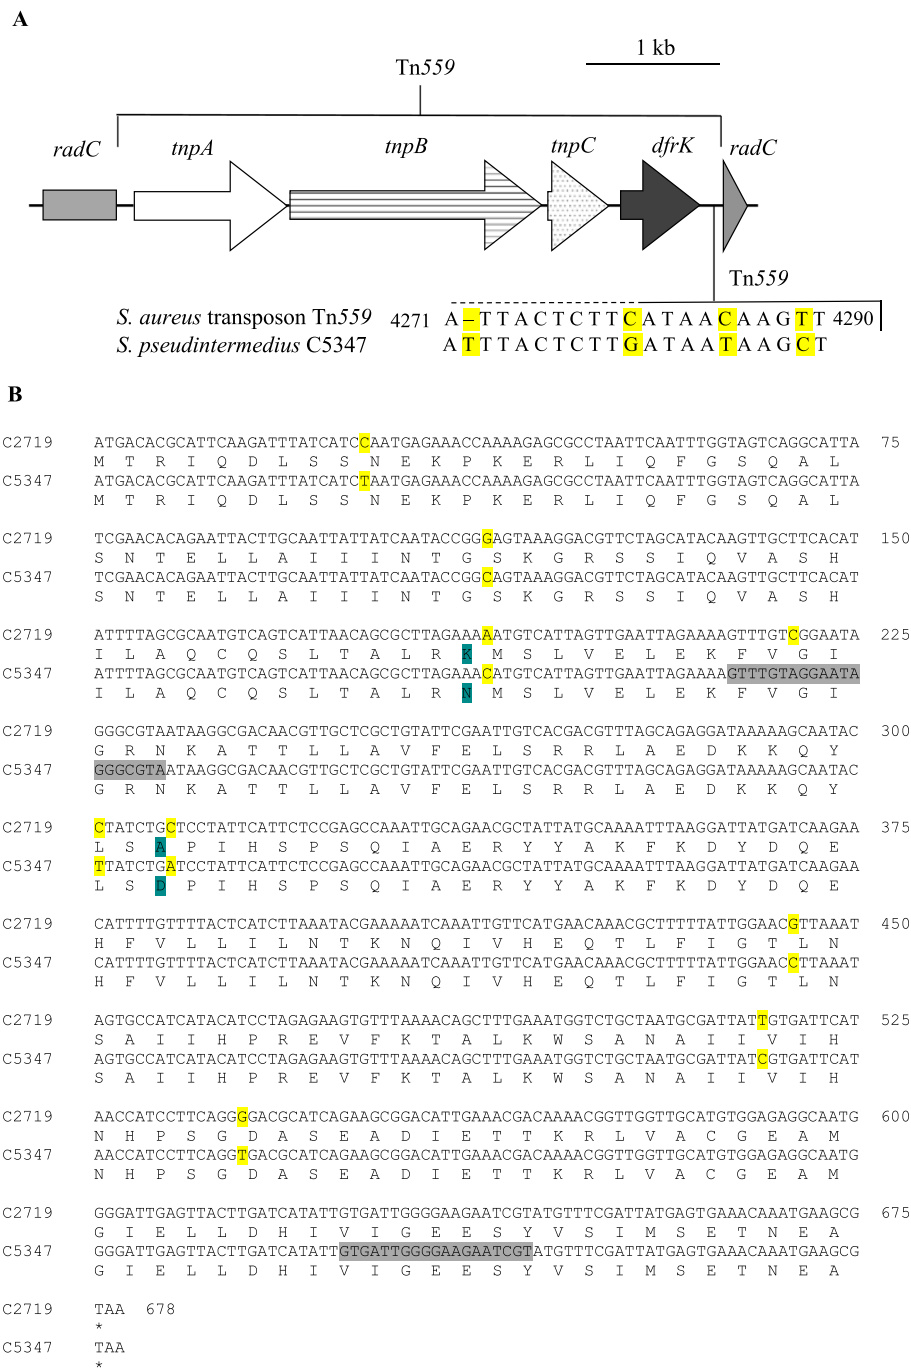 A
1 kb
Tn559
radC tnpA tnpB tnpC dfrK radC
Tn559
S. aureus transposon Tn559 4271 A–TTACTCTTCATAACAAGTT 4290
S. pseudintermedius C5347 ATTTACTCTTGATAATAAGCT
B
C2719 ATGACACGCATTCAAGATTTATCATCCAATGAGAAACCAAAAGAGCGCCTAATTCAATTTGGTAGTCAGGCATTA 75
M T R I Q D L S S N E K P K E R L I Q F G S Q A L
C5347 ATGACACGCATTCAAGATTTATCATCTAATGAGAAACCAAAAGAGCGCCTAATTCAATTTGGTAGTCAGGCATTA
M T R I Q D L S S N E K P K E R L I Q F G S Q A L
C2719 TCGAACACAGAATTACTTGCAATTATTATCAATACCGGGAGTAAAGGACGTTCTAGCATACAAGTTGCTTCACAT 150
S N T E L L A I I I N T G S K G R S S I Q V A S H
C5347 TCGAACACAGAATTACTTGCAATTATTATCAATACCGGCAGTAAAGGACGTTCTAGCATACAAGTTGCTTCACAT
S N T E L L A I I I N T G S K G R S S I Q V A S H
C2719 ATTTTAGCGCAATGTCAGTCATTAACAGCGCTTAGAAAAATGTCATTAGTTGAATTAGAAAAGTTTGTCGGAATA 225
I L A Q C Q S L T A L R K M S L V E L E K F V G I
C5347 ATTTTAGCGCAATGTCAGTCATTAACAGCGCTTAGAAACATGTCATTAGTTGAATTAGAAAAGTTTGTAGGAATA
I L A Q C Q S L T A L R N M S L V E L E K F V G I
C2719 GGGCGTAATAAGGCGACAACGTTGCTCGCTGTATTCGAATTGTCACGACGTTTAGCAGAGGATAAAAAGCAATAC 300
G R N K A T T L L A V F E L S R R L A E D K K Q Y
C5347 GGGCGTAATAAGGCGACAACGTTGCTCGCTGTATTCGAATTGTCACGACGTTTAGCAGAGGATAAAAAGCAATAC
G R N K A T T L L A V F E L S R R L A E D K K Q Y
C2719 CTATCTGCTCCTATTCATTCTCCGAGCCAAATTGCAGAACGCTATTATGCAAAATTTAAGGATTATGATCAAGAA 375
L S A P I H S P S Q I A E R Y Y A K F K D Y D Q E
C5347 TTATCTGATCCTATTCATTCTCCGAGCCAAATTGCAGAACGCTATTATGCAAAATTTAAGGATTATGATCAAGAA
L S D P I H S P S Q I A E R Y Y A K F K D Y D Q E
C2719 CATTTTGTTTTACTCATCTTAAATACGAAAAATCAAATTGTTCATGAACAAACGCTTTTTATTGGAACGTTAAAT 450
H F V L L I L N T K N Q I V H E Q T L F I G T L N
C5347 CATTTTGTTTTACTCATCTTAAATACGAAAAATCAAATTGTTCATGAACAAACGCTTTTTATTGGAACCTTAAAT
H F V L L I L N T K N Q I V H E Q T L F I G T L N
C2719 AGTGCCATCATACATCCTAGAGAAGTGTTTAAAACAGCTTTGAAATGGTCTGCTAATGCGATTATTGTGATTCAT 525
S A I I H P R E V F K T A L K W S A N A I I V I H
C5347 AGTGCCATCATACATCCTAGAGAAGTGTTTAAAACAGCTTTGAAATGGTCTGCTAATGCGATTATCGTGATTCAT
S A I I H P R E V F K T A L K W S A N A I I V I H
C2719 AACCATCCTTCAGGGGACGCATCAGAAGCGGACATTGAAACGACAAAACGGTTGGTTGCATGTGGAGAGGCAATG 600
N H P S G D A S E A D I E T T K R L V A C G E A M
C5347 AACCATCCTTCAGGTGACGCATCAGAAGCGGACATTGAAACGACAAAACGGTTGGTTGCATGTGGAGAGGCAATG
N H P S G D A S E A D I E T T K R L V A C G E A M
C2719 GGGATTGAGTTACTTGATCATATTGTGATTGGGGAAGAATCGTATGTTTCGATTATGAGTGAAACAAATGAAGCG 675
G I E L L D H I V I G E E S Y V S I M S E T N E A
C5347 GGGATTGAGTTACTTGATCATATTGTGATTGGGGAAGAATCGTATGTTTCGATTATGAGTGAAACAAATGAAGCG
G I E L L D H I V I G E E S Y V S I M S E T N E A
C2719 TAA 678
*
C5347 TAA
*